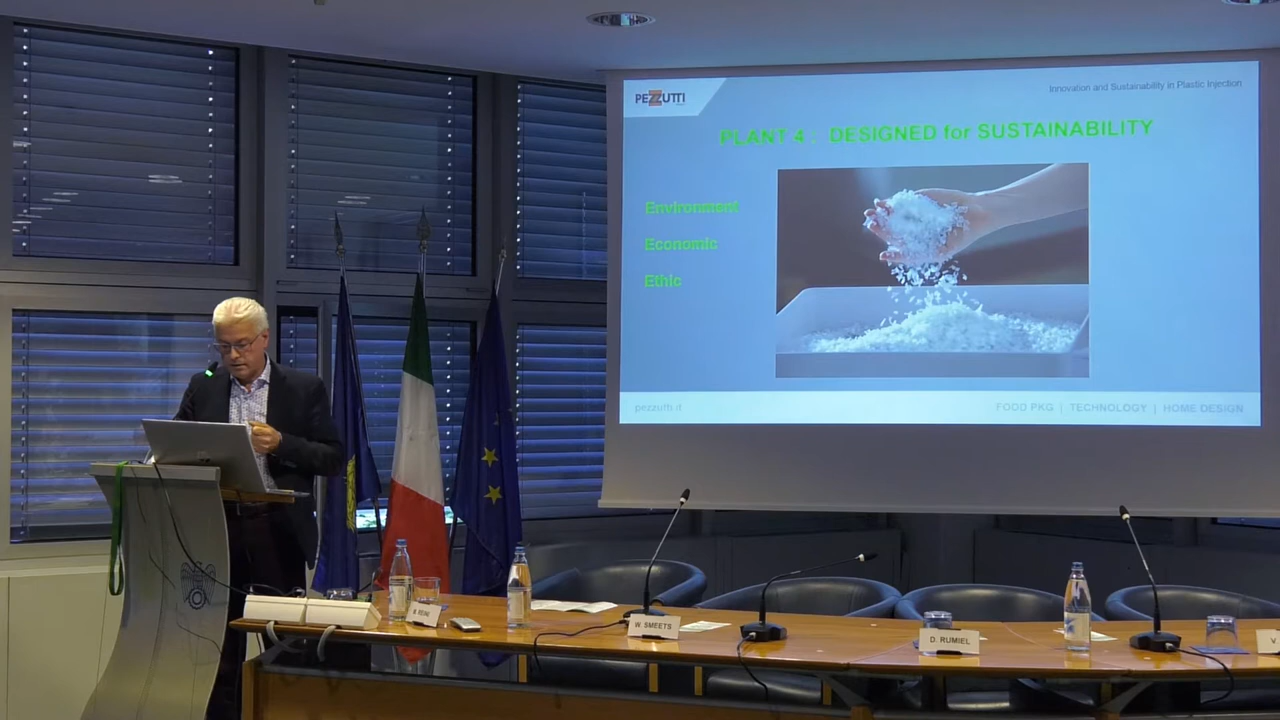 PEZZUTTI
Innovation and Sustainability in Plastic Injection
PLANT 4 : DESIGNED for SUSTAINABILITY
Environment
Economic
Ethic
pezzutti.it
FOOD PKG | TECHNOLOGY | HOME DESIGN
W. SMEETS
D. RUMIEL
V.